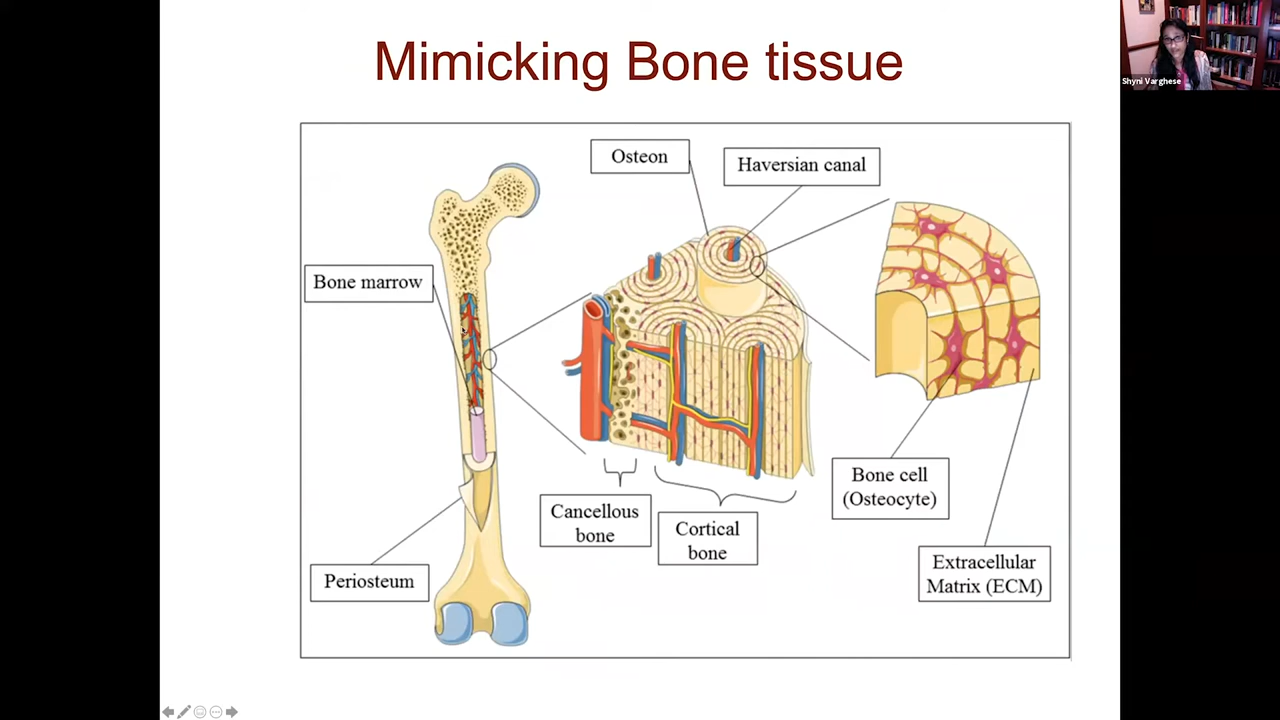 Mimicking Bone tissue
Shyni Varghese
Osteon
Haversian canal
Bone marrow
Bone cell
(Osteocyte)
Cancellous
bone
Cortical
bone
Extracellular
Matrix (ECM)
Periosteum